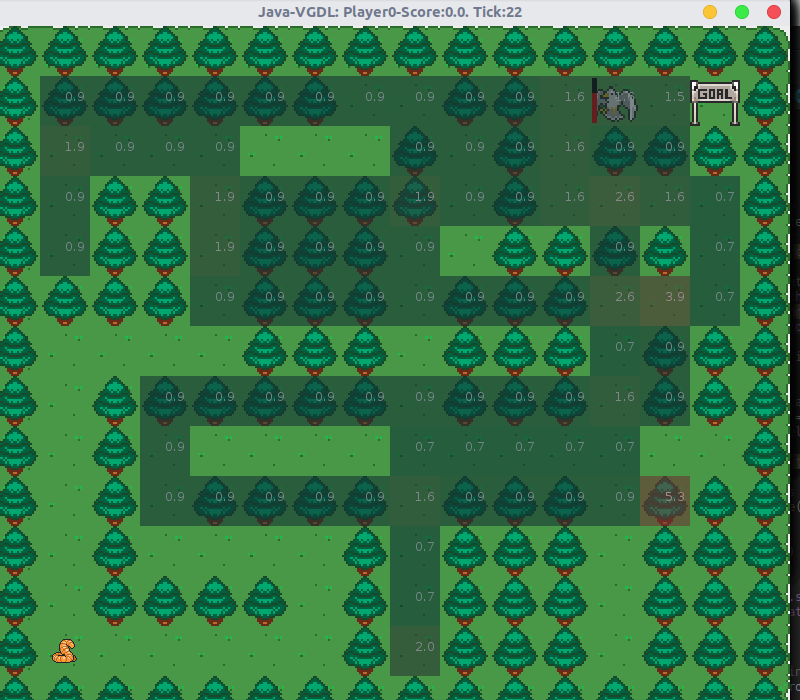 Java-VGDL: Player0-Score:0.0. Tick:22
0.9 0.9 0.9 0.9 0.9 0.9 0.9 0.9 0.9 0.9 1.6 1.5 GOAL
1.9 0.9 0.9 0.9 0.9 0.9 0.9 1.6 0.9 0.9
0.9 1.9 0.9 0.9 0.9 1.9 0.9 0.9 1.6 2.6 1.6 0.7
0.9 1.9 0.9 0.9 0.9 0.9 0.9 0.7
0.9 0.9 0.9 0.9 0.9 0.9 0.9 0.9 2.6 3.9 0.7
0.7 0.9
0.9 0.9 0.9 0.9 0.9 0.9 0.9 0.9 0.9 1.6 0.9
0.9 0.7 0.7 0.7 0.7 0.7
0.9 0.9 0.9 0.9 0.9 1.6 0.9 0.9 0.9 0.9 5.3
0.7
0.7
2.0